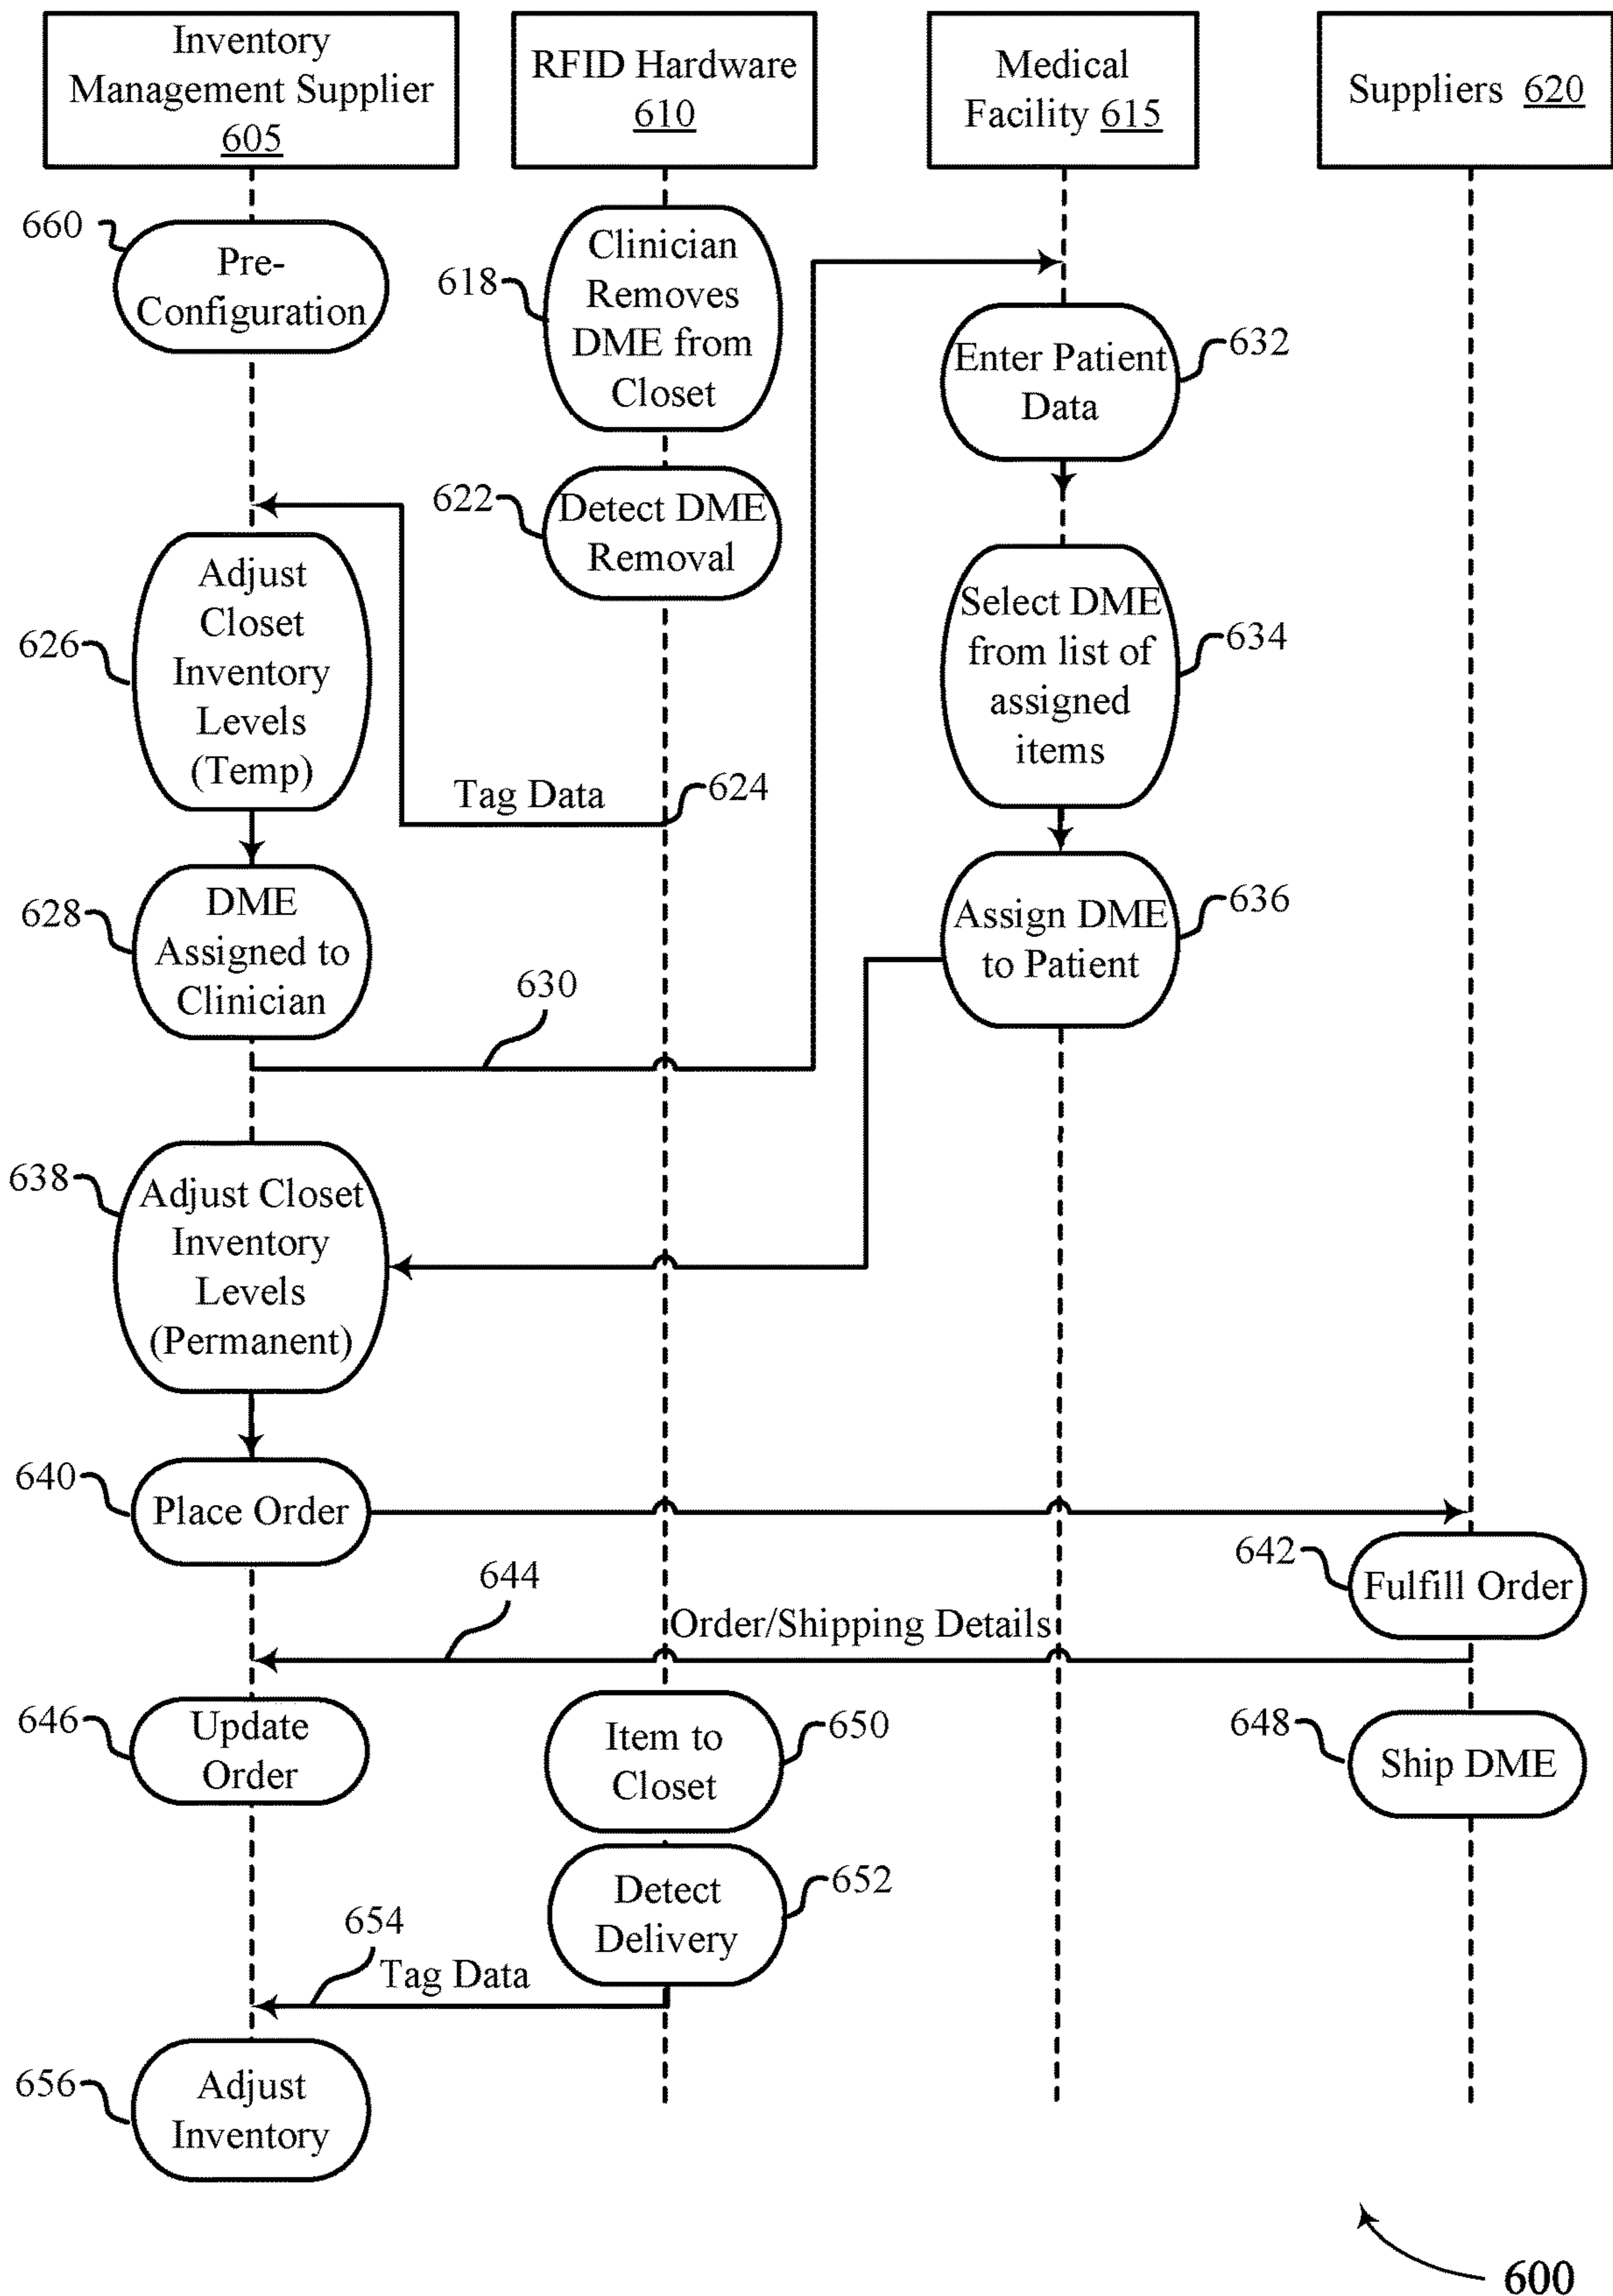 Inventory
Management Supplier
605
RFID Hardware
610
Medical
Facility 615
Suppliers 620
660
Pre-
Configuration
618
Clinician
Removes
DME from
Closet
632
Enter Patient
Data
622
Detect DME
Removal
626
Adjust
Closet
Inventory
Levels
(Temp)
634
Select DME
from list of
assigned
items
Tag Data
624
628
DME
Assigned to
Clinician
636
Assign DME
to Patient
630
638
Adjust Closet
Inventory
Levels
(Permanent)
640
Place Order
642
Fulfill Order
644
Order/Shipping Details
646
Update
Order
650
Item to
Closet
648
Ship DME
652
Detect
Delivery
654
Tag Data
656
Adjust
Inventory
600